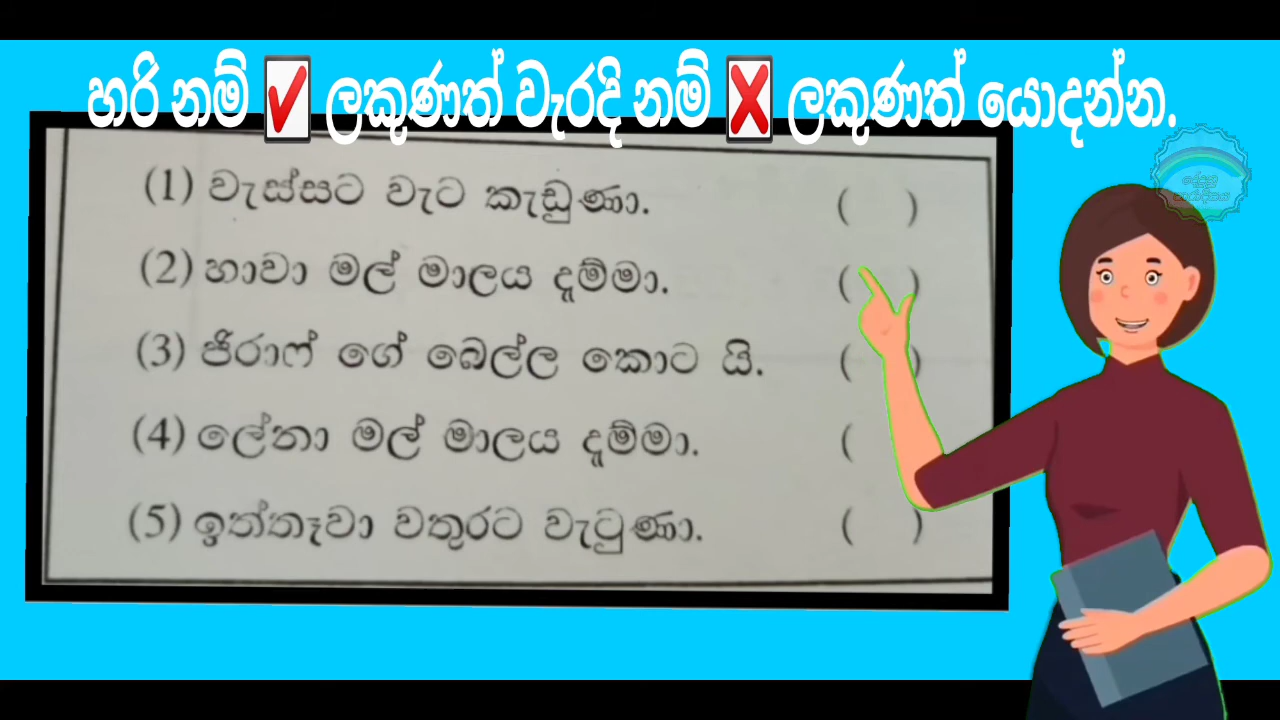 හරි නම් ✔ ලකුණත් වැරදි නම් ❌ ලකුණත් යොදන්න.
(1) වැස්සට වැට කැඩුණා. ( )
(2) හාවා මල් මාලය දැම්මා. ( )
(3) ජිරාෆ් ගේ බෙල්ල කොට යි. ( )
(4) ලේනා මල් මාලය දැම්මා. (
(5) ඉත්තෑවා වතුරට වැටුණා. ( )